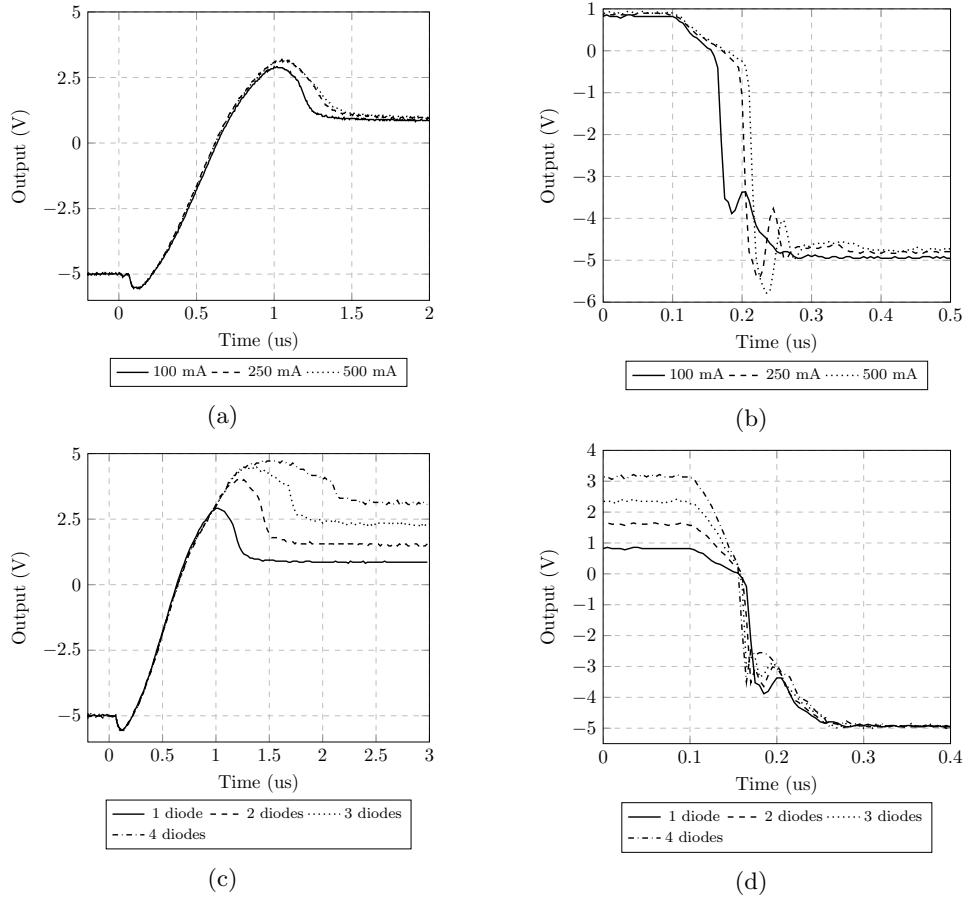 5
2.5
0
−2.5
−5
Output (V)
0 0.5 1 1.5 2
Time (us)
100 mA 250 mA 500 mA
(a)
1
0
−1
−2
−3
−4
−5
−6
Output (V)
0 0.1 0.2 0.3 0.4 0.5
Time (us)
100 mA 250 mA 500 mA
(b)
5
2.5
0
−2.5
−5
Output (V)
0 0.5 1 1.5 2 2.5 3
Time (us)
1 diode 2 diodes 3 diodes
4 diodes
(c)
4
3
2
1
0
−1
−2
−3
−4
−5
Output (V)
0 0.1 0.2 0.3 0.4
Time (us)
1 diode 2 diodes 3 diodes
4 diodes
(d)